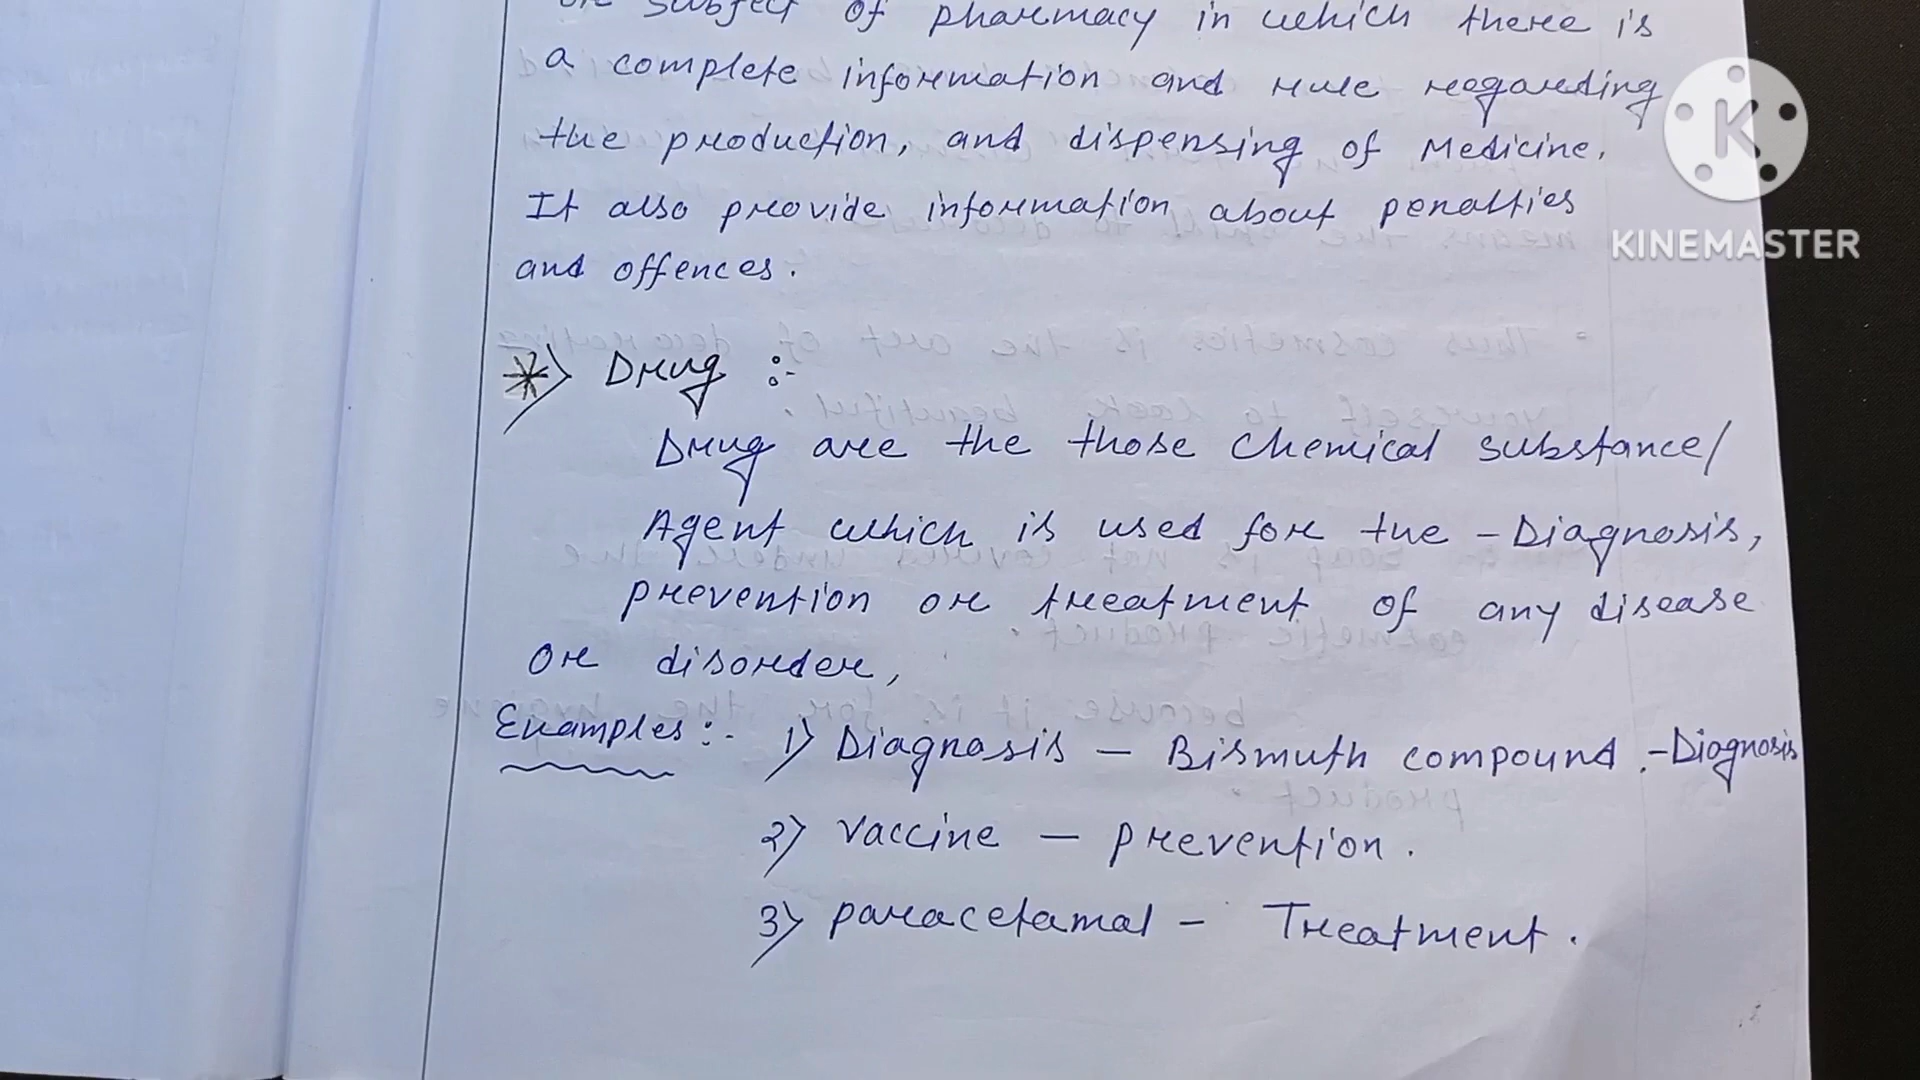 or subject of pharmacy in which there is
a complete information and rule regarding
the production, and dispensing of Medicine.
It also provide information about penalties
and offences.
*) Drug :-
Drug are the those Chemical substance/
Agent which is used for the - Diagnosis,
prevention or treatment of any disease
or disorder,
Examples :- 1) Diagnosis - Bismuth compound. - Diagnosis
2) Vaccine - prevention.
3) paracetamal - Treatment.
K
KINEMASTER